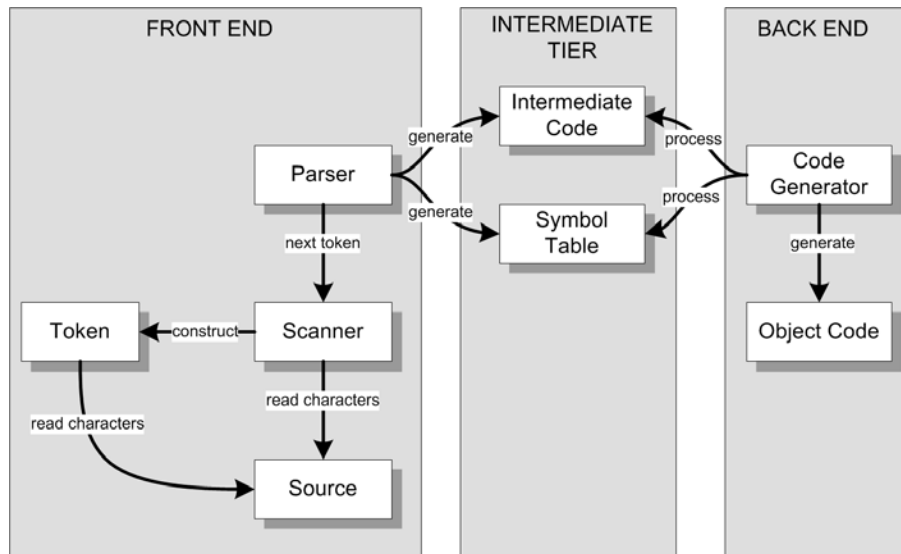 FRONT END
INTERMEDIATE
TIER
BACK END
Intermediate
Code
generate
process
Parser
Code
Generator
process
generate
Symbol
Table
next token
generate
Token
construct
Scanner
Object Code
read characters
read characters
Source